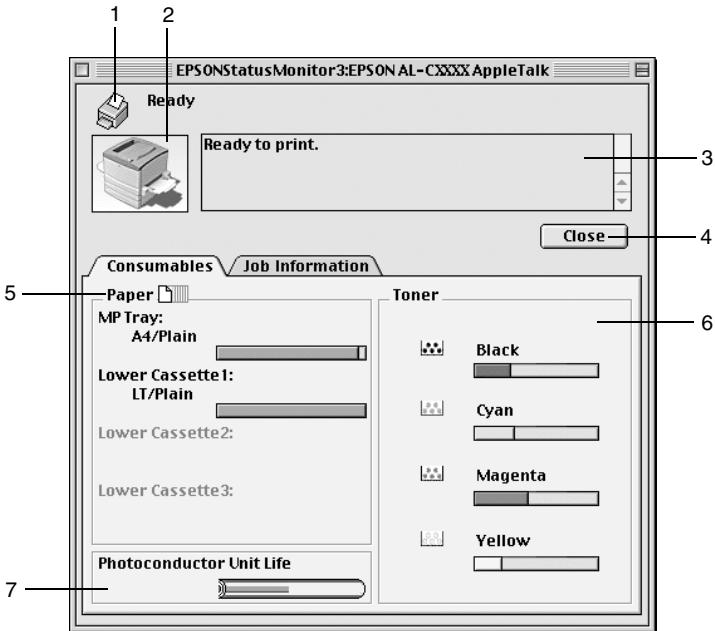 1 2
EPSONStatusMonitor3:EPSON AL-CXXXX AppleTalk
Ready
Ready to print.
3
Close
4
Consumables Job Information
5
Paper
MP Tray:
A4/Plain
Lower Cassette1:
LT/Plain
Lower Cassette2:
Lower Cassette3:
Toner
6
Black
Cyan
Magenta
Yellow
Photoconductor Unit Life
7